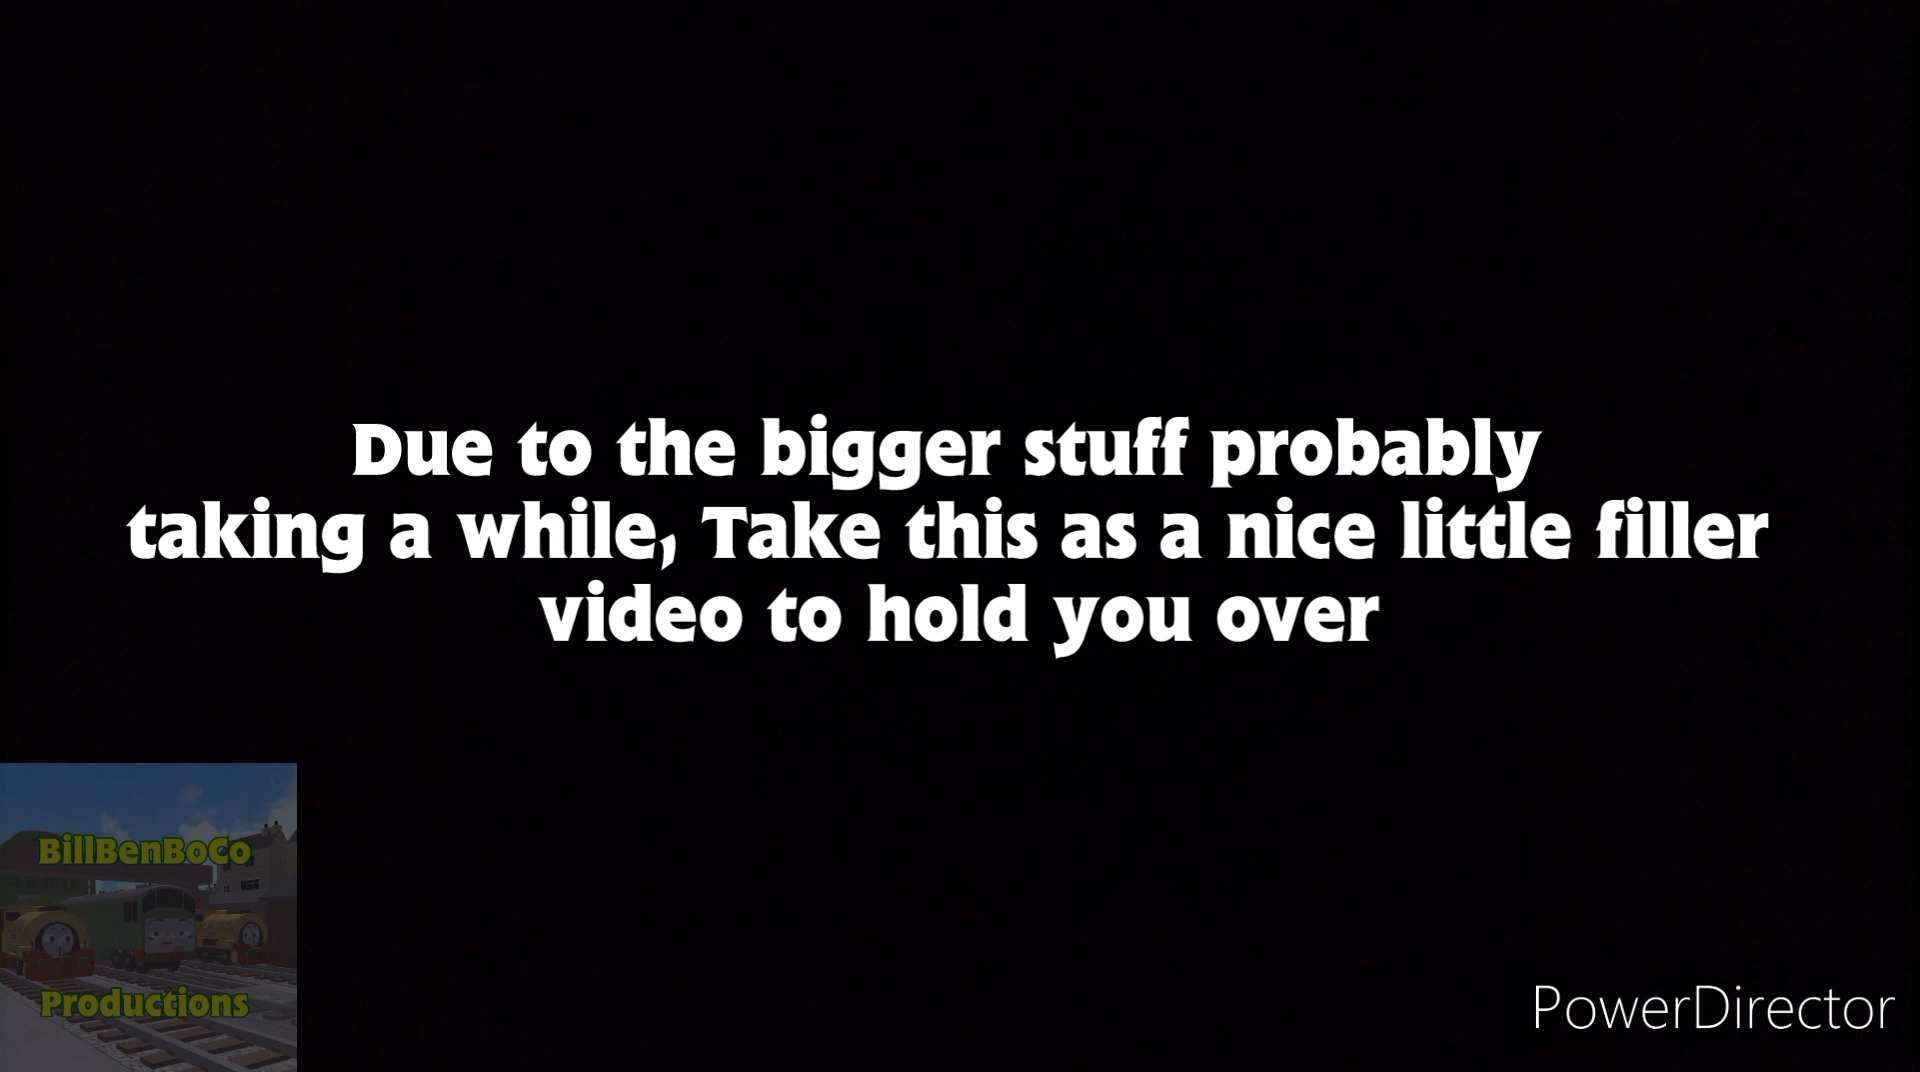 Due to the bigger stuff probably
taking a while, Take this as a nice little filler
video to hold you over
BillBenBoCo
Productions
PowerDirector